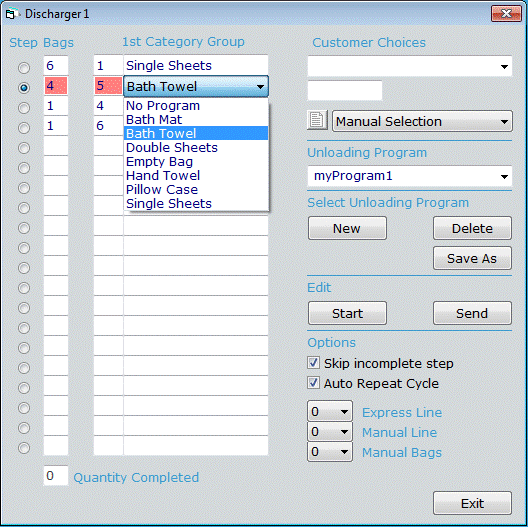 Discharger 1
Step Bags 1st Category Group Customer Choices
6 1 Single Sheets
4 5 Bath Towel
1 4 No Program
Bath Mat
1 6 Bath Towel
Double Sheets
Empty Bag
Hand Towel
Pillow Case
Single Sheets
Manual Selection
Unloading Program
myProgram1
Select Unloading Program
New Delete
Save As
Edit
Start Send
Options
Skip incomplete step
Auto Repeat Cycle
0 Express Line
0 Manual Line
0 Manual Bags
0 Quantity Completed
Exit